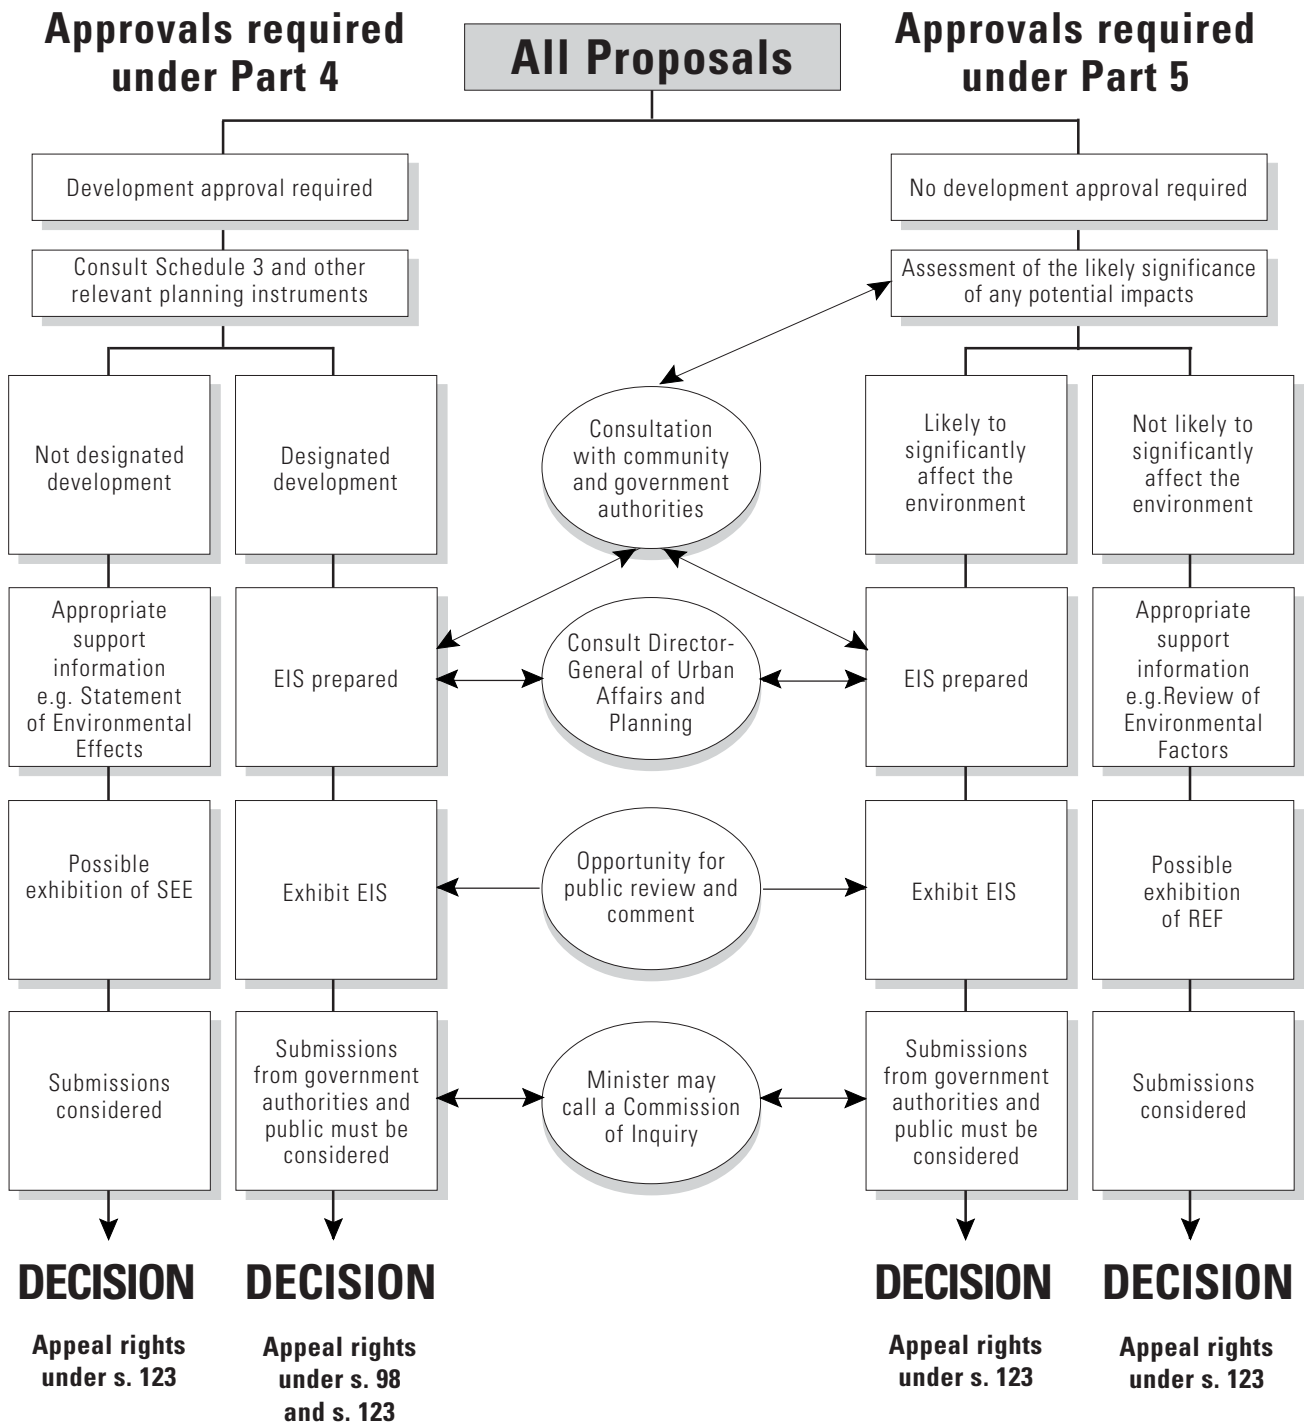 Approvals required
under Part 4
All Proposals
Approvals required
under Part 5
Development approval required
No development approval required
Consult Schedule 3 and other
relevant planning instruments
Assessment of the likely significance
of any potential impacts
Not designated
development
Designated
development
Consultation
with community
and government
authorities
Likely to
significantly
affect the
environment
Not likely to
significantly
affect the
environment
Appropriate
support
information
e.g. Statement
of Environmental
Effects
EIS prepared
Consult Director-
General of Urban
Affairs and
Planning
EIS prepared
Appropriate
support
information
e.g.Review of
Environmental
Factors
Possible
exhibition of SEE
Exhibit EIS
Opportunity for
public review and
comment
Exhibit EIS
Possible
exhibition
of REF
Submissions
considered
Submissions
from government
authorities and
public must be
considered
Minister may
call a Commission
of Inquiry
Submissions
from government
authorities and
public must be
considered
Submissions
considered
DECISION
DECISION
DECISION
DECISION
Appeal rights
under s. 123
Appeal rights
under s. 98
and s. 123
Appeal rights
under s. 123
Appeal rights
under s. 123